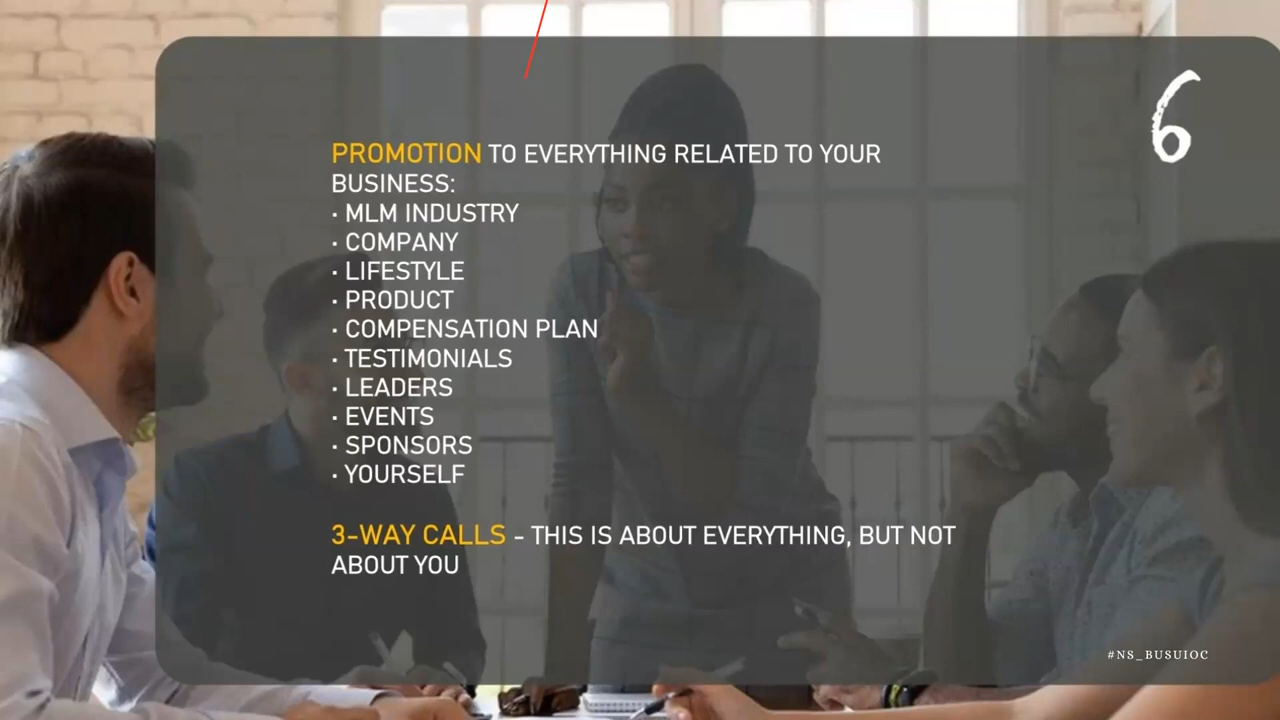 6
PROMOTION TO EVERYTHING RELATED TO YOUR
BUSINESS:
· MLM INDUSTRY
· COMPANY
· LIFESTYLE
· PRODUCT
· COMPENSATION PLAN
· TESTIMONIALS
· LEADERS
· EVENTS
· SPONSORS
· YOURSELF
3-WAY CALLS - THIS IS ABOUT EVERYTHING, BUT NOT
ABOUT YOU
#NS_BUSUIOC